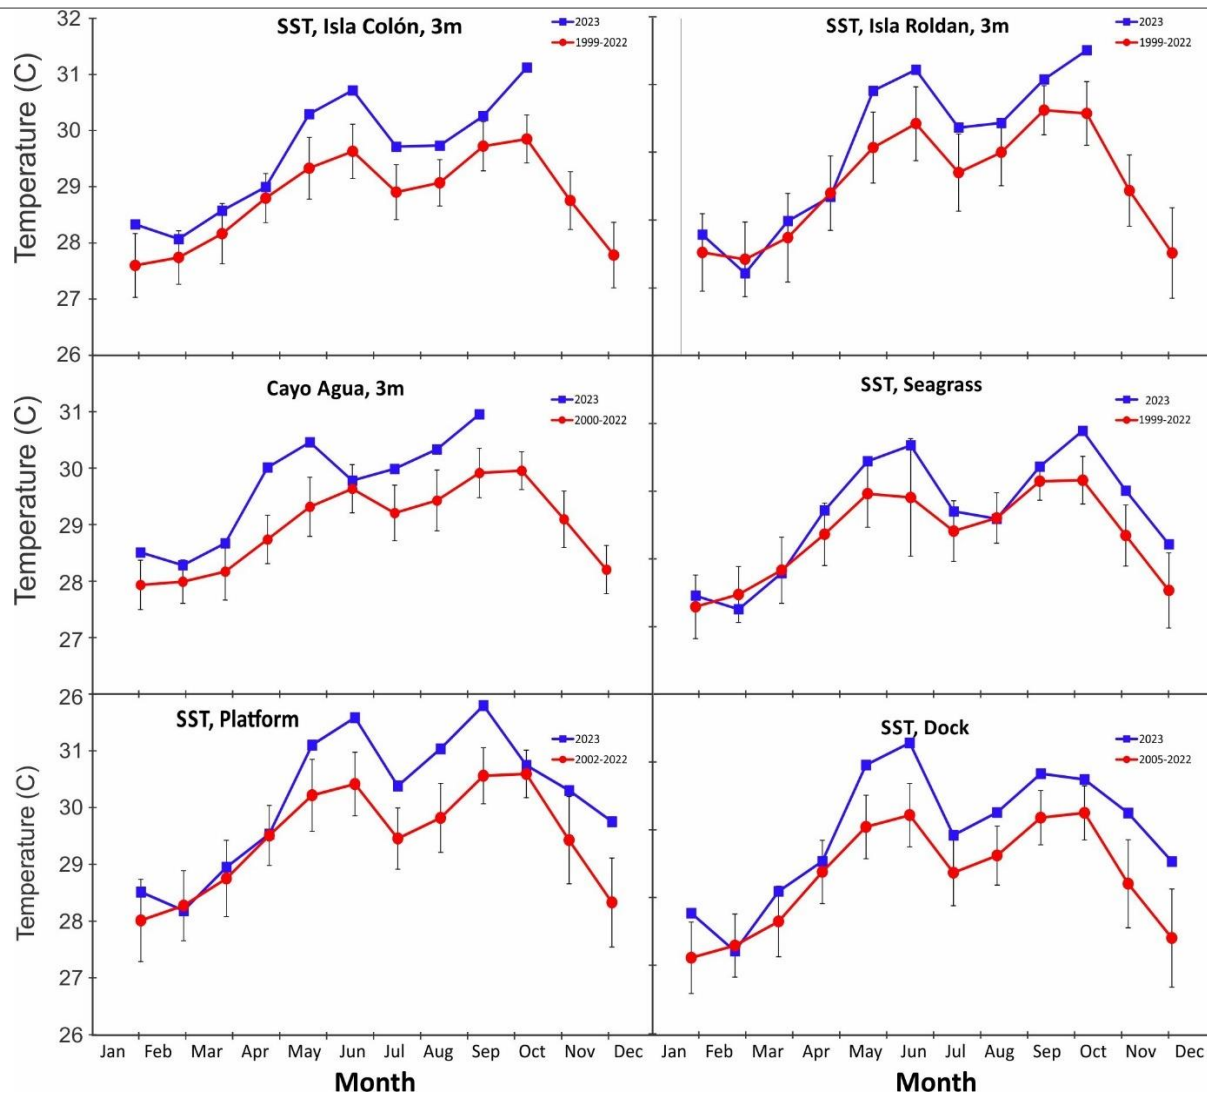 SST, Isla Colón, 3m
2023
1999-2022
SST, Isla Roldan, 3m
2023
1999-2022
32
31
30
29
28
27
26
Temperature (C)
Cayo Agua, 3m
2023
2000-2022
SST, Seagrass
2023
1999-2022
31
30
29
28
27
26
Temperature (C)
SST, Platform
2023
2002-2022
SST, Dock
2023
2005-2022
31
30
29
28
27
26
Temperature (C)
Jan Feb Mar Apr May Jun Jul Aug Sep Oct Nov Dec
Jan Feb Mar Apr May Jun Jul Aug Sep Oct Nov Dec
Month
Month